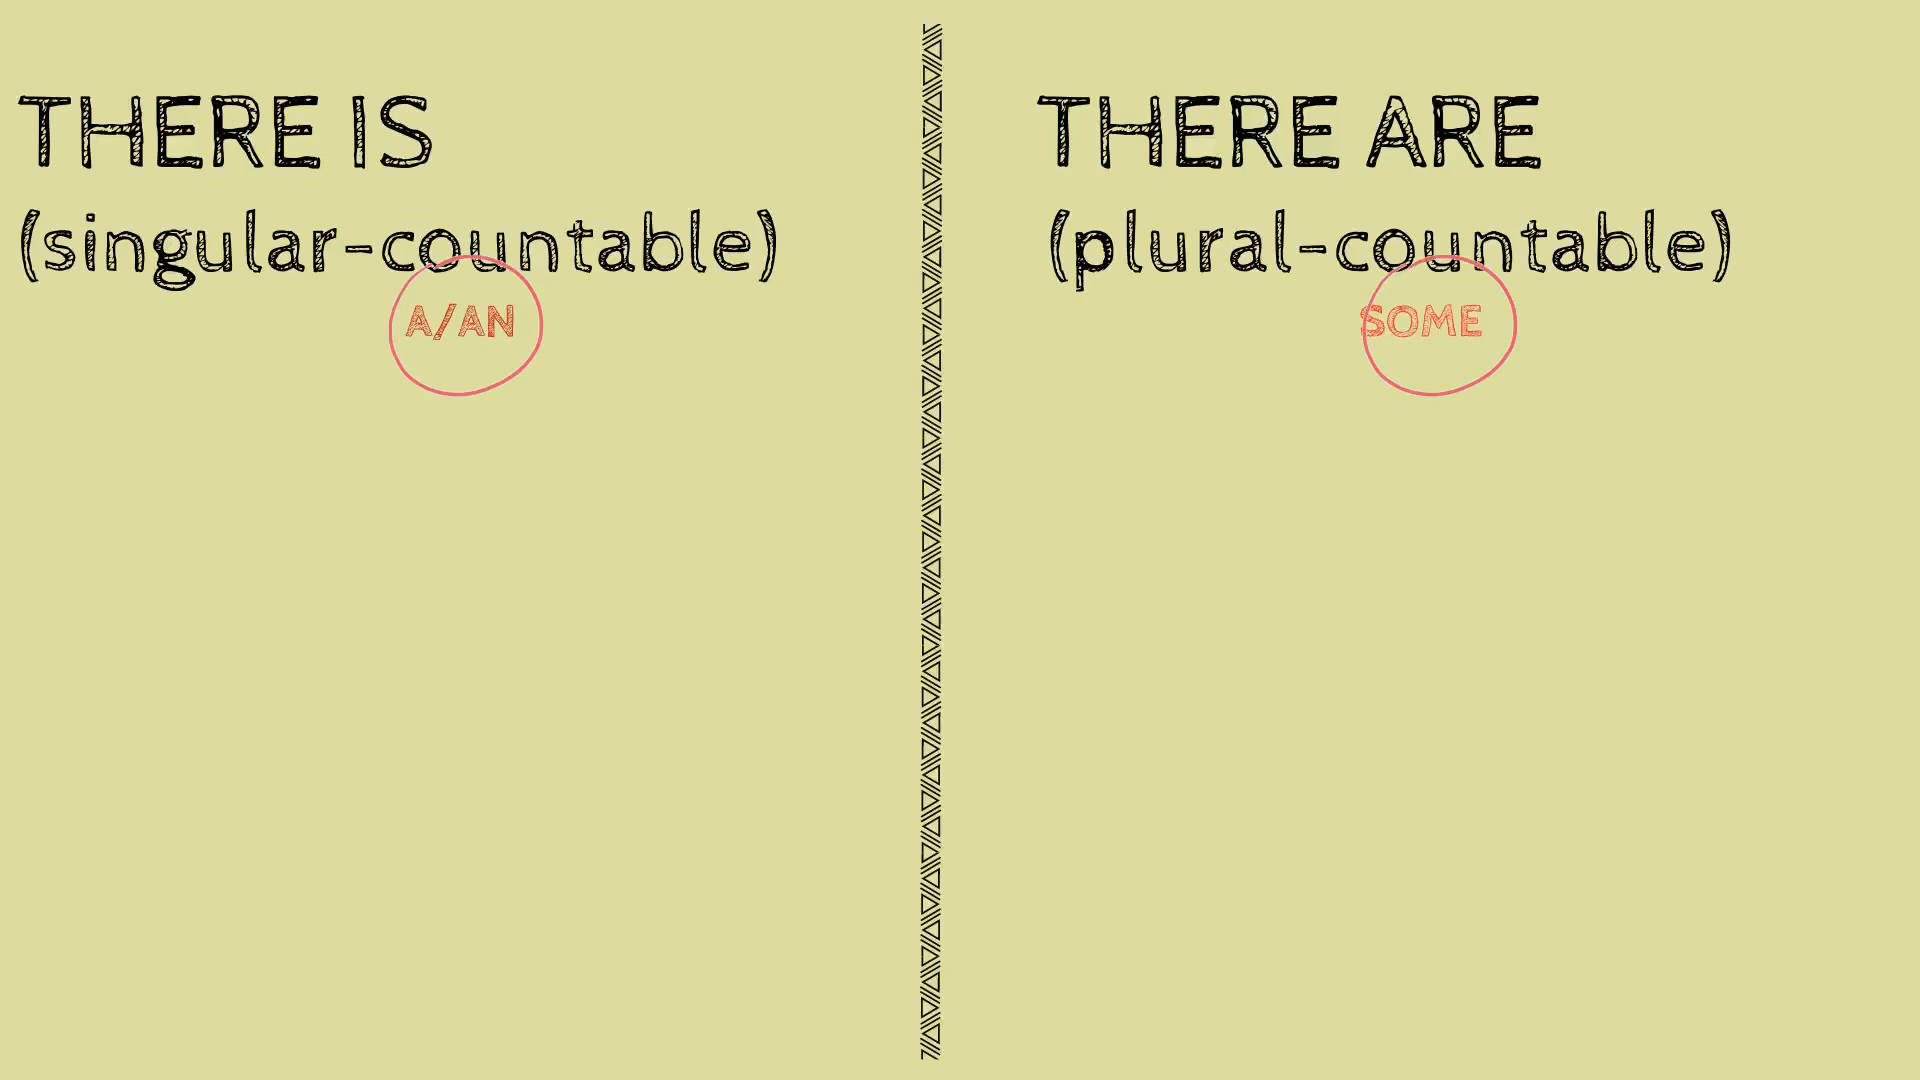 THERE IS
(singular-countable)
A/AN
THERE ARE
(plural-countable)
SOME